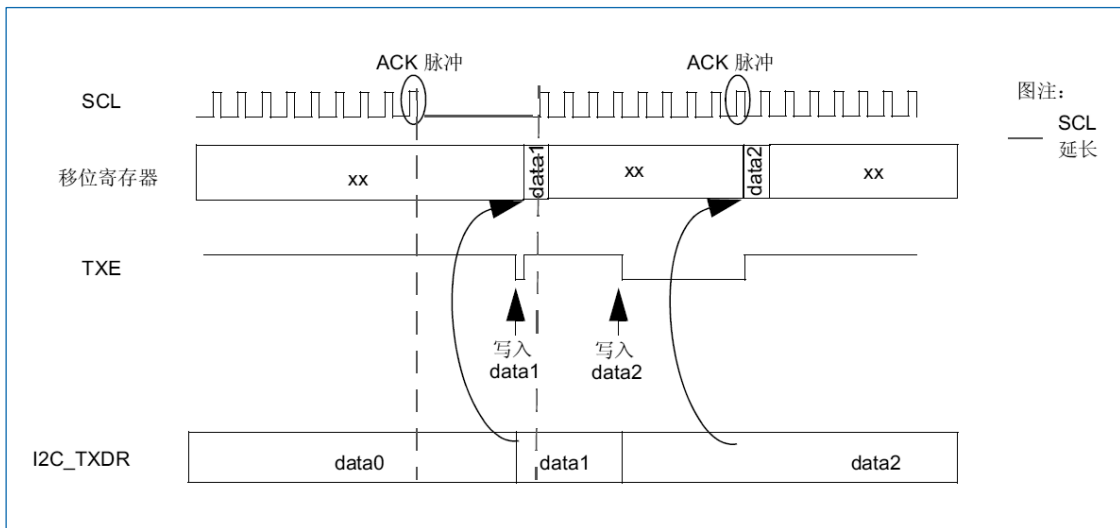 ACK 脉冲
ACK 脉冲
SCL
图注：
SCL
延长
移位寄存器
xx
data1
xx
data2
xx
TXE
写入
data1
写入
data2
I2C_TXDR
data0
data1
data2